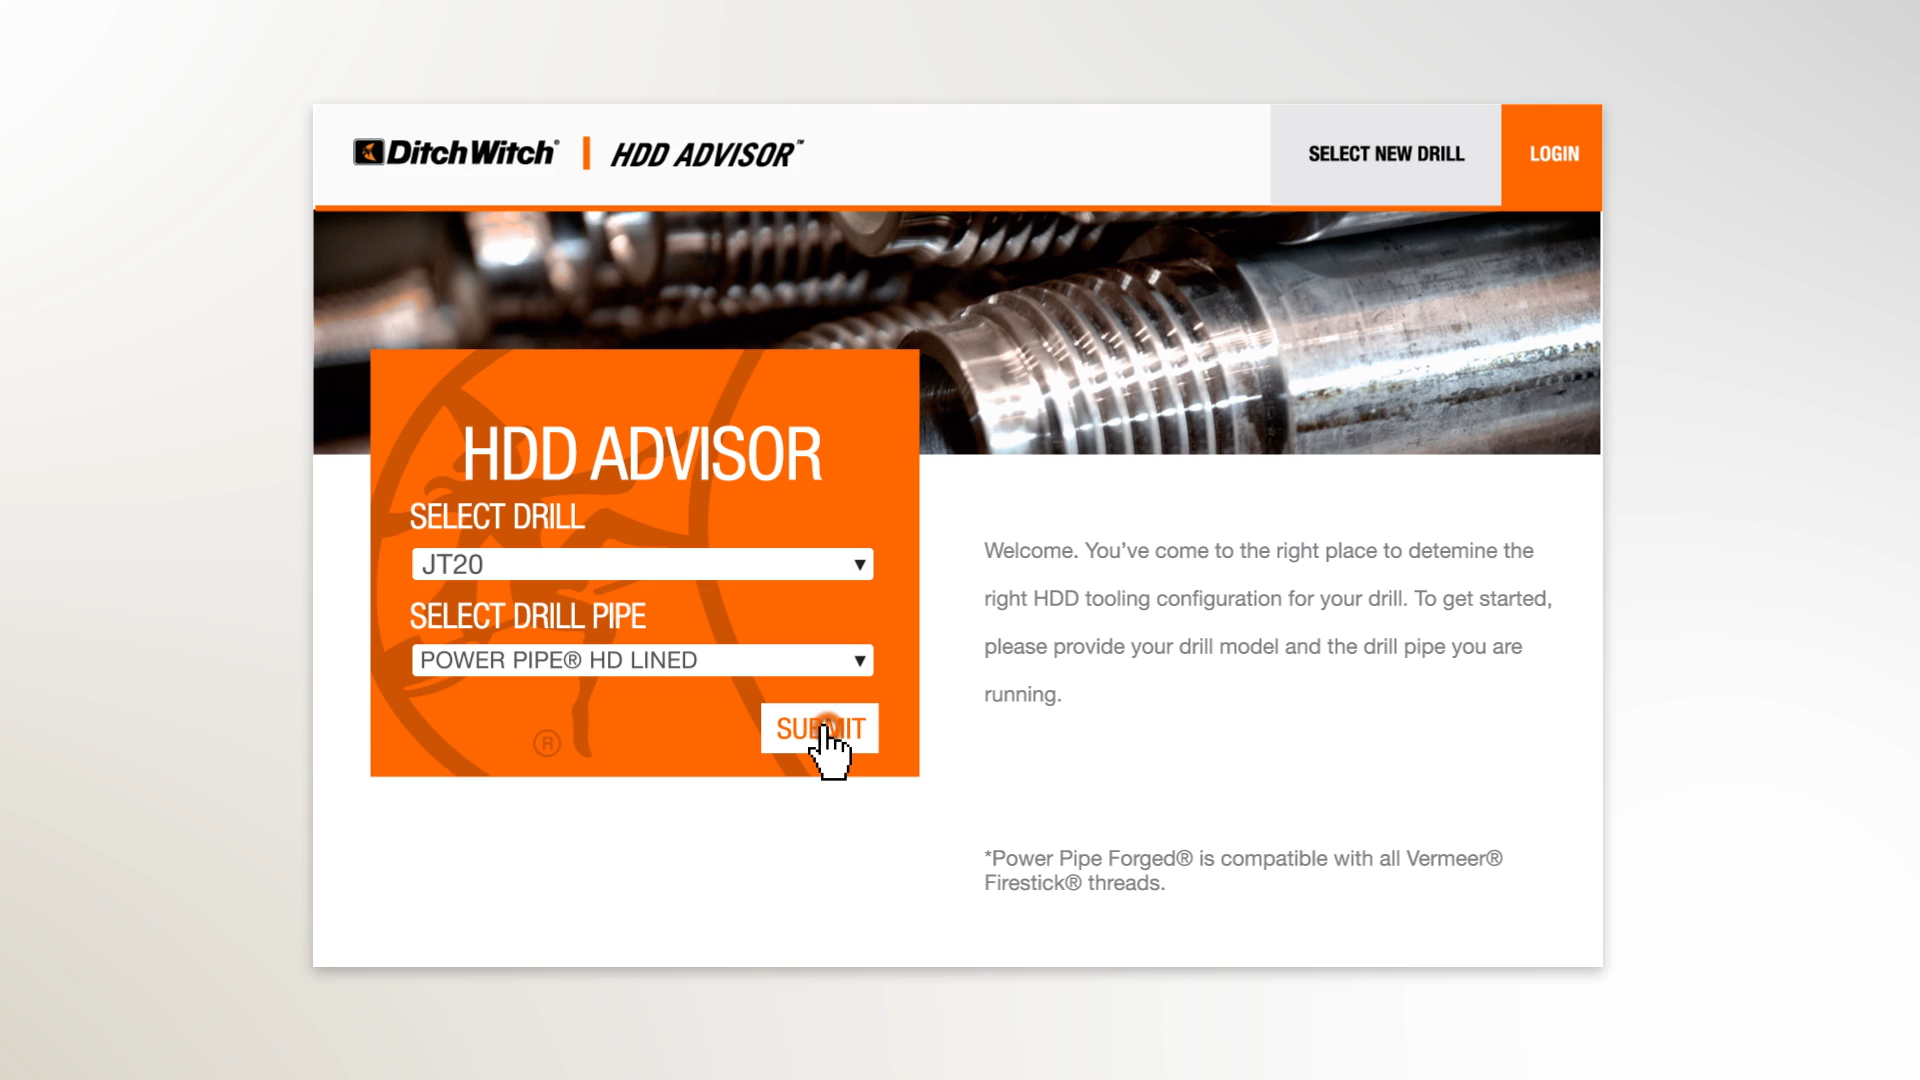 DitchWitch® | HDD ADVISOR™
SELECT NEW DRILL
LOGIN
HDD ADVISOR
SELECT DRILL
JT20
SELECT DRILL PIPE
POWER PIPE® HD LINED
SUBMIT
®
Welcome. You’ve come to the right place to detemine the
right HDD tooling configuration for your drill. To get started,
please provide your drill model and the drill pipe you are
running.
*Power Pipe Forged® is compatible with all Vermeer®
Firestick® threads.